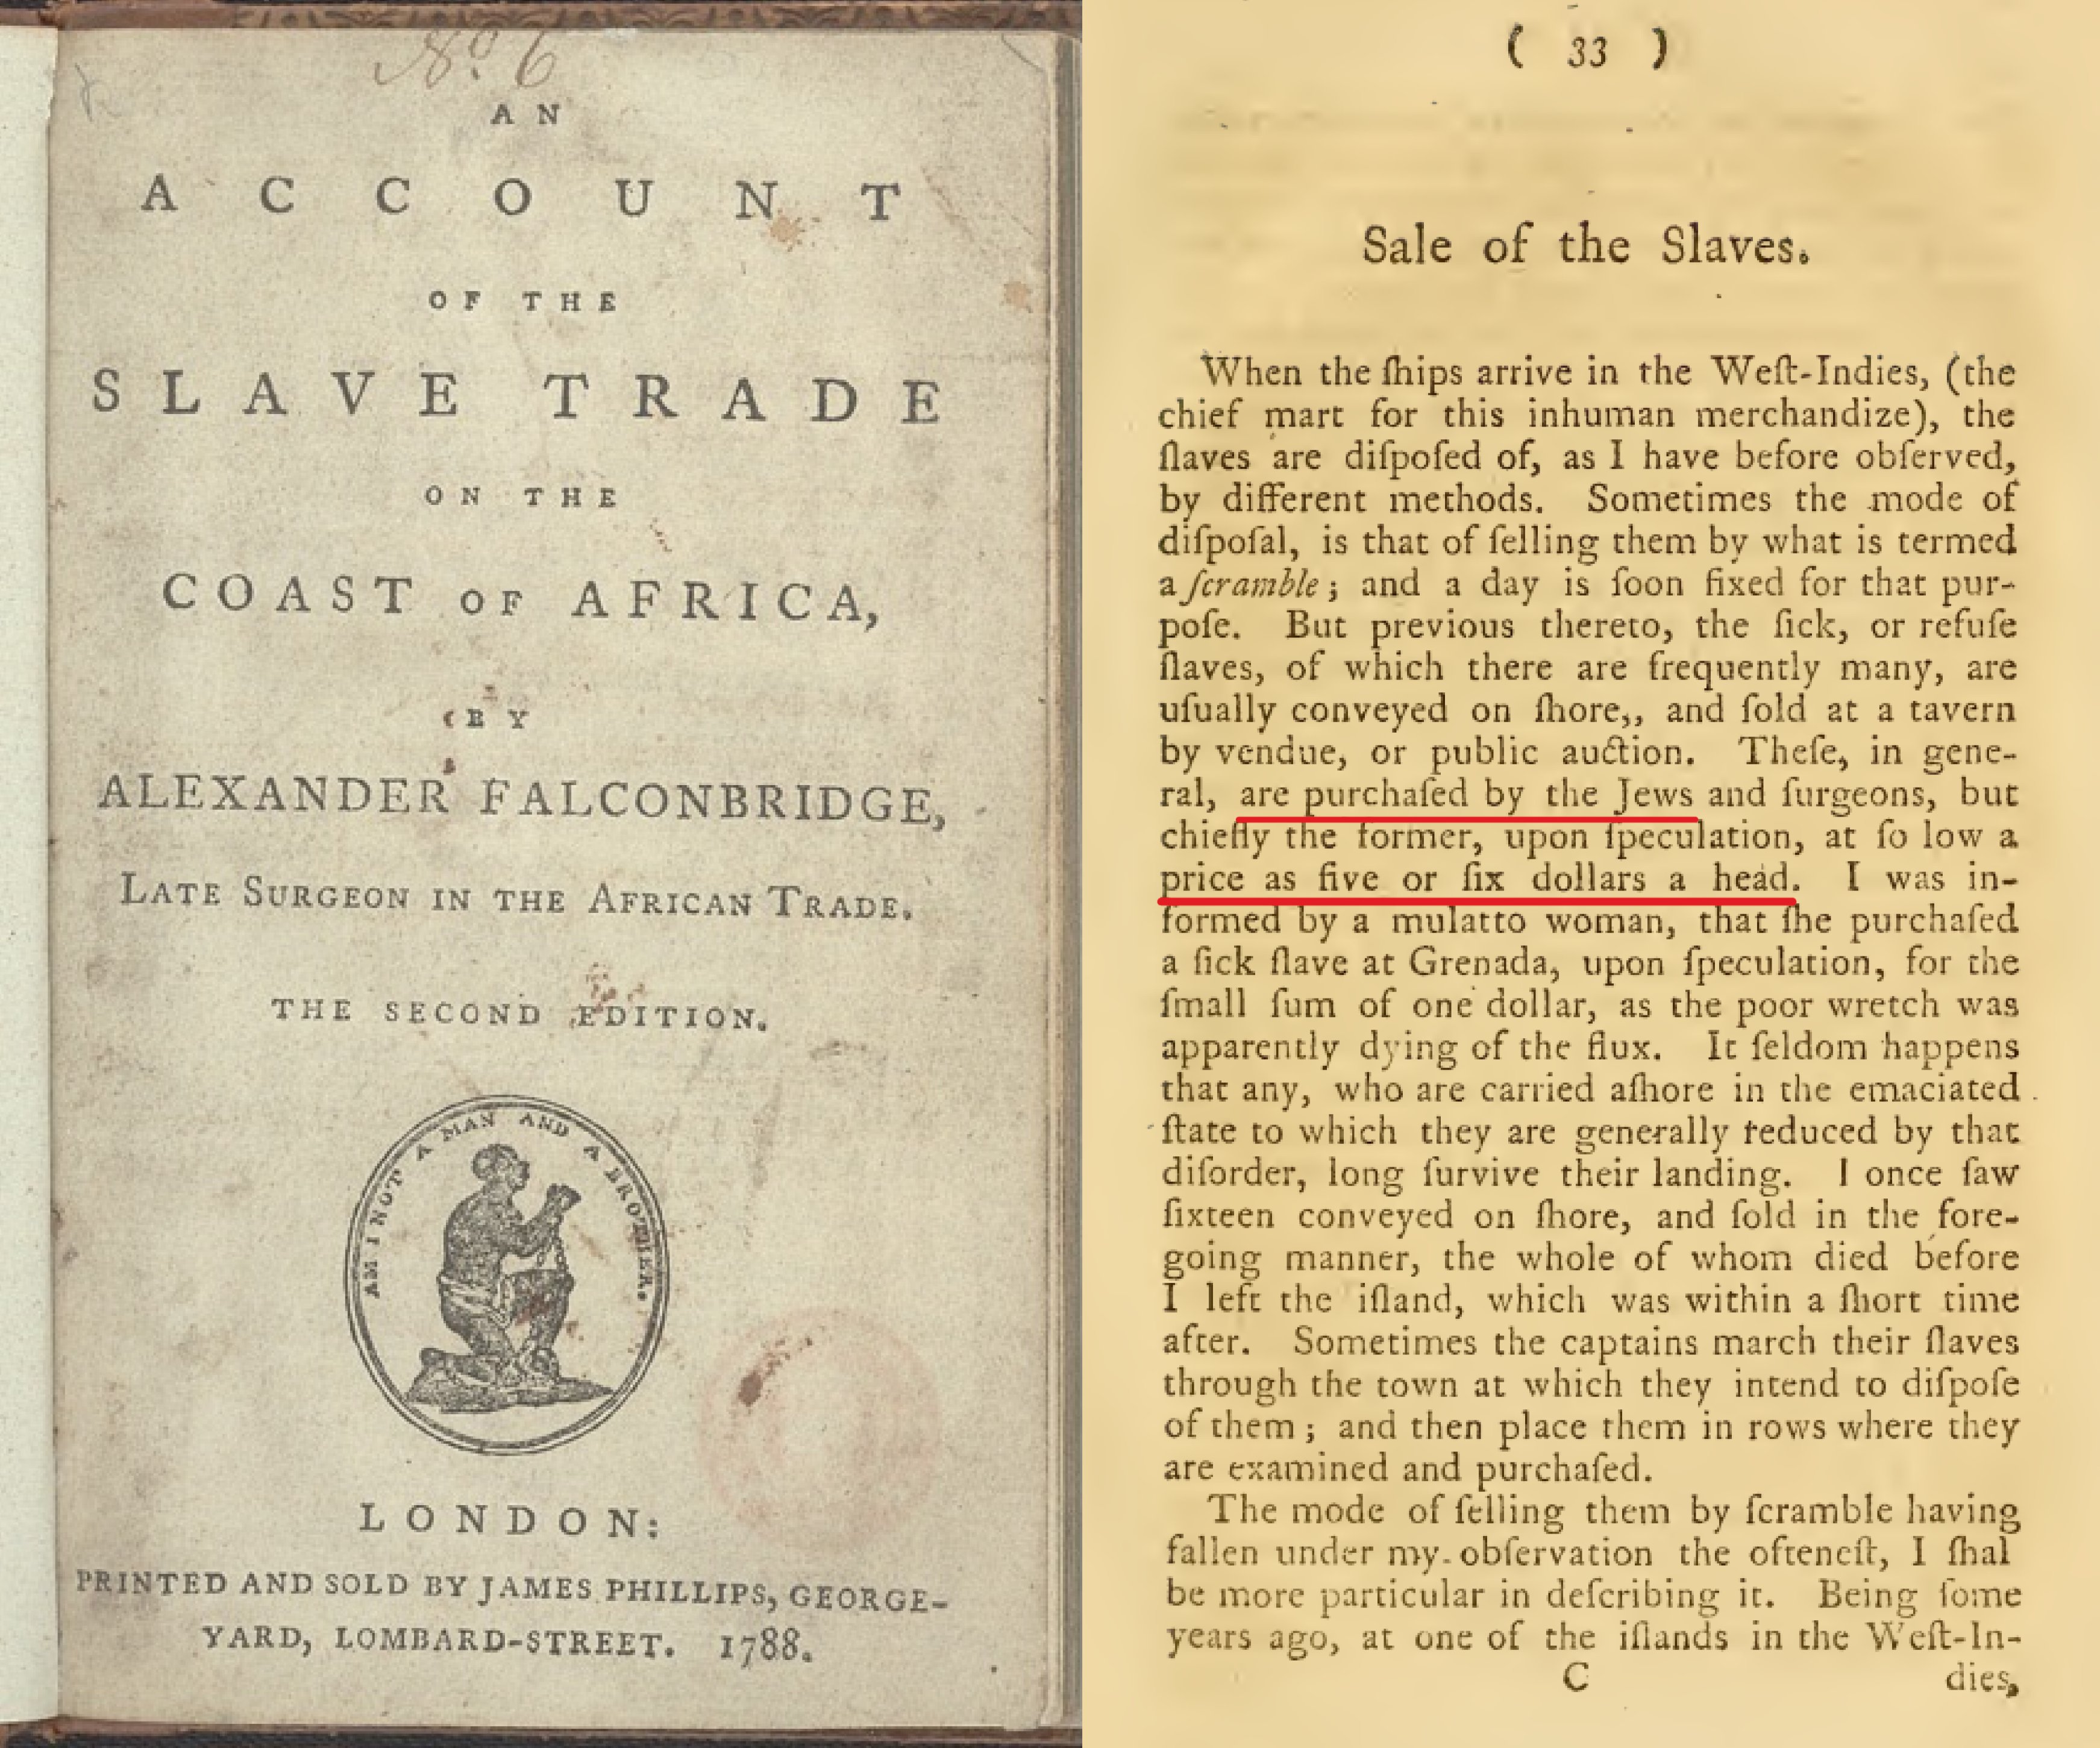 No. 6
AN
ACCOUNT
OF THE
SLAVE TRADE
ON THE
COAST OF AFRICA,
BY
ALEXANDER FALCONBRIDGE,
LATE SURGEON IN THE AFRICAN TRADE.
THE SECOND EDITION.
AM I NOT A MAN AND A BROTHER.
LONDON:
PRINTED AND SOLD BY JAMES PHILLIPS, GEORGE-
YARD, LOMBARD-STREET. 1788.
( 33 )
Sale of the Slaves.
When the ſhips arrive in the Weſt-Indies, (the
chief mart for this inhuman merchandize), the
ſlaves are diſpoſed of, as I have before obſerved,
by different methods. Sometimes the mode of
diſpoſal, is that of ſelling them by what is termed
a ſcramble; and a day is ſoon fixed for that pur-
poſe. But previous thereto, the ſick, or refuſe
ſlaves, of which there are frequently many, are
uſually conveyed on ſhore,, and ſold at a tavern
by vendue, or public auction. Theſe, in gene-
ral, are purchaſed by the Jews and ſurgeons, but
chiefly the former, upon ſpeculation, at ſo low a
price as five or ſix dollars a head. I was in-
formed by a mulatto woman, that ſhe purchaſed
a ſick ſlave at Grenada, upon ſpeculation, for the
ſmall ſum of one dollar, as the poor wretch was
apparently dying of the flux. It ſeldom happens
that any, who are carried aſhore in the emaciated
ſtate to which they are generally reduced by that
diſorder, long ſurvive their landing. I once ſaw
ſixteen conveyed on ſhore, and ſold in the fore-
going manner, the whole of whom died before
I left the iſland, which was within a ſhort time
after. Sometimes the captains march their ſlaves
through the town at which they intend to diſpoſe
of them; and then place them in rows where they
are examined and purchaſed.
The mode of ſelling them by ſcramble having
fallen under my obſervation the ofteneſt, I ſhal
be more particular in deſcribing it. Being ſome
years ago, at one of the iſlands in the Weſt-In-
C dies,